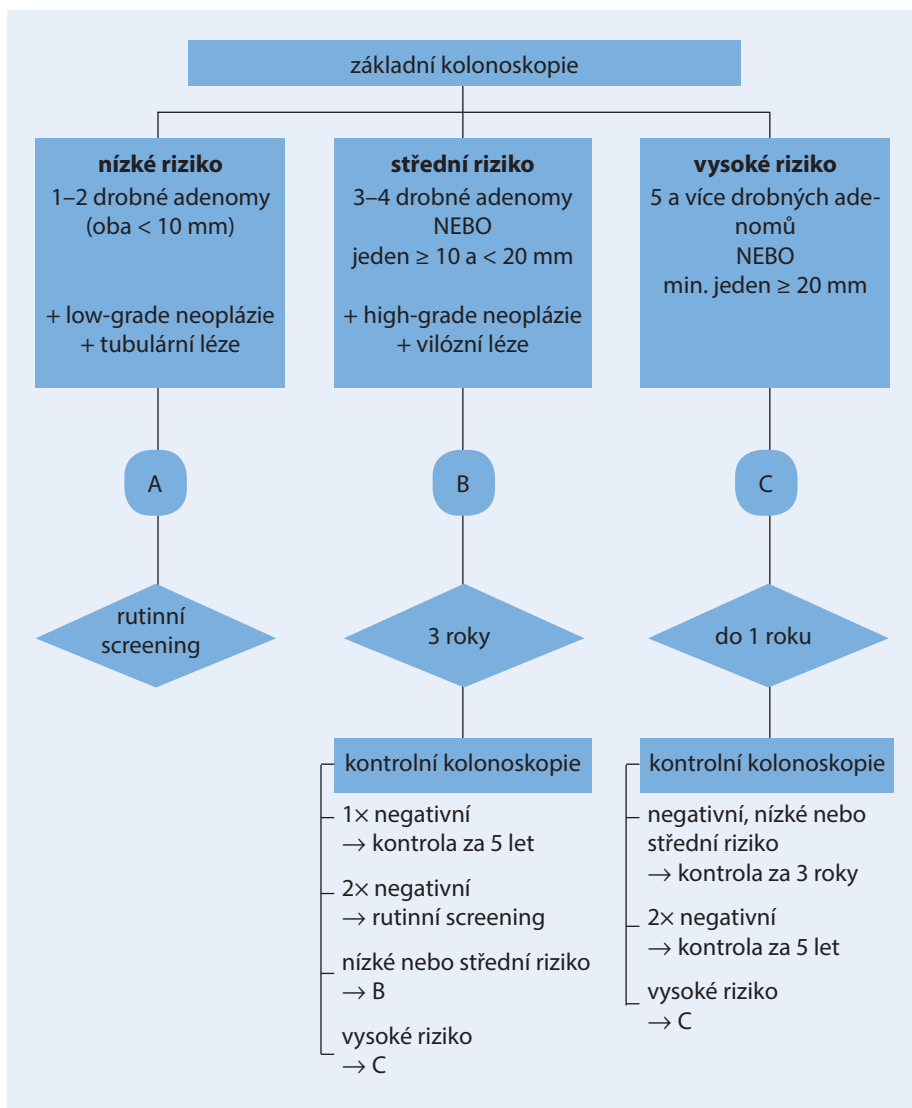 základní kolonoskopie
nízké riziko
1–2 drobné adenomy
(oba < 10 mm)
+ low-grade neoplázie
+ tubulární léze
střední riziko
3–4 drobné adenomy
NEBO
jeden ≥ 10 a < 20 mm
+ high-grade neoplázie
+ vilózní léze
vysoké riziko
5 a více drobných ade-
nomů
NEBO
min. jeden ≥ 20 mm
A
B
C
rutinní
screening
3 roky
do 1 roku
kontrolní kolonoskopie
1× negativní
→ kontrola za 5 let
2× negativní
→ rutinní screening
nízké nebo střední riziko
→ B
vysoké riziko
→ C
kontrolní kolonoskopie
negativní, nízké nebo
střední riziko
→ kontrola za 3 roky
2× negativní
→ kontrola za 5 let
vysoké riziko
→ C